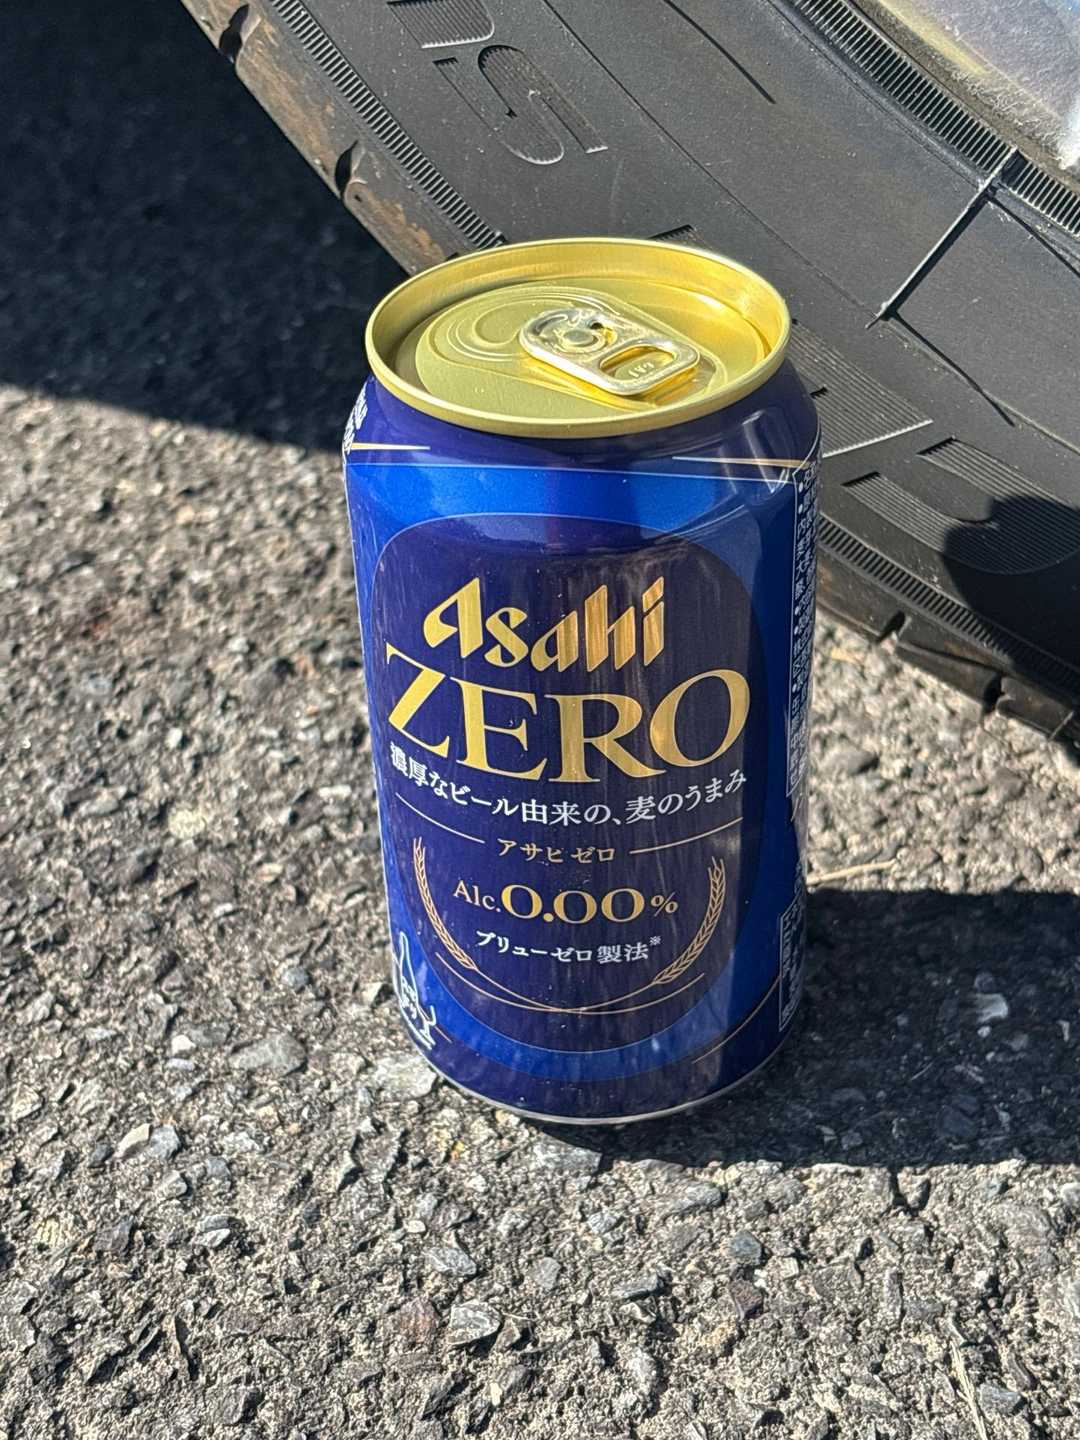 Asahi
ZERO
濃厚なビール由来の、麦のうまみ
アサヒ ゼロ
Alc.0.00%
ブリューゼロ製法※